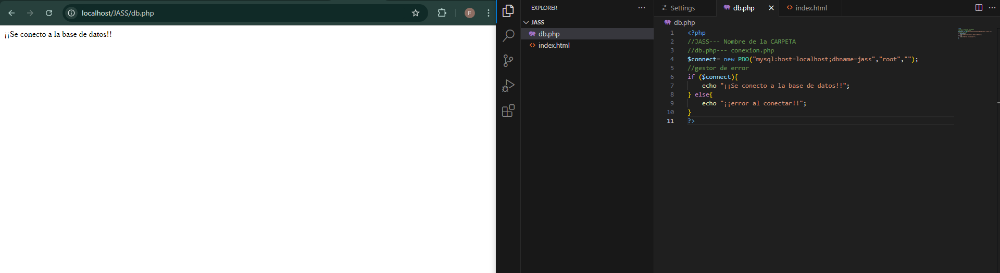 localhost/JASS/db.php
F
¡¡Se conecto a la base de datos!!
EXPLORER
JASS
db.php
index.html
Settings
db.php
index.html
db.php
1 <?php
2 //JASS--- Nombre de la CARPETA
3 //db.php--- conexion.php
4 $connect= new PDO("mysql:host=localhost;dbname=jass","root","");
5 //gestor de error
6 if ($connect){
7 echo "¡¡Se conecto a la base de datos!!";
8 } else{
9 echo "¡¡error al conectar!!";
10 }
11 ?>